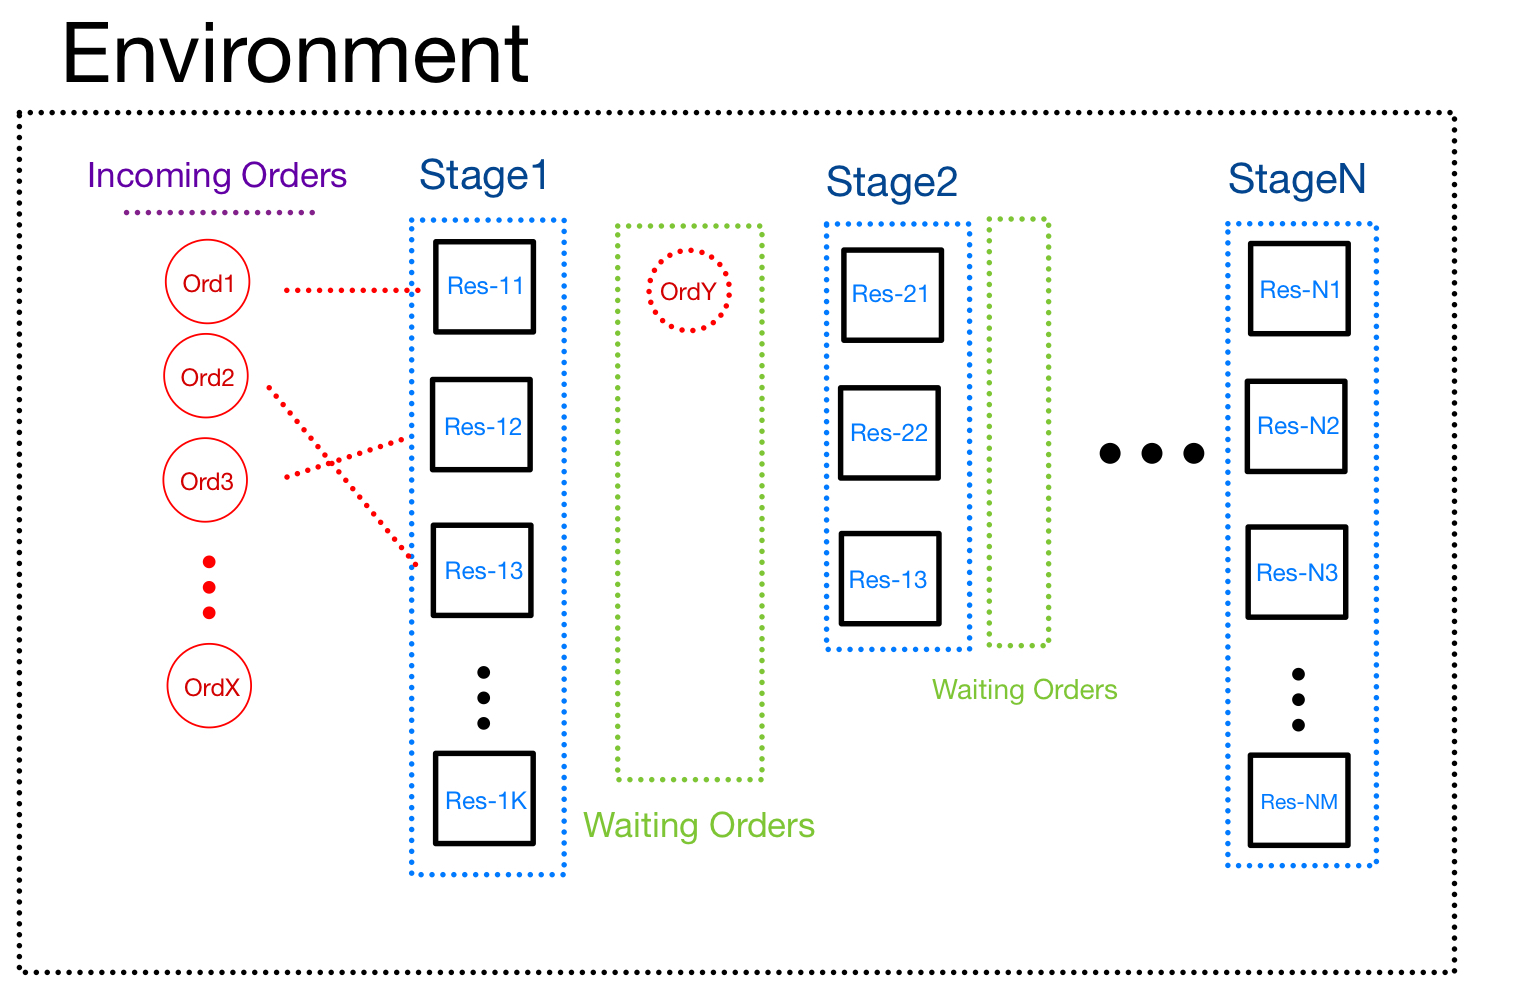 Environment
Incoming Orders
Ord1
Ord2
Ord3
OrdX
Stage1
Res-11
Res-12
Res-13
Res-1K
OrdY
Waiting Orders
Stage2
Res-21
Res-22
Res-13
Waiting Orders
StageN
Res-N1
Res-N2
Res-N3
Res-NM